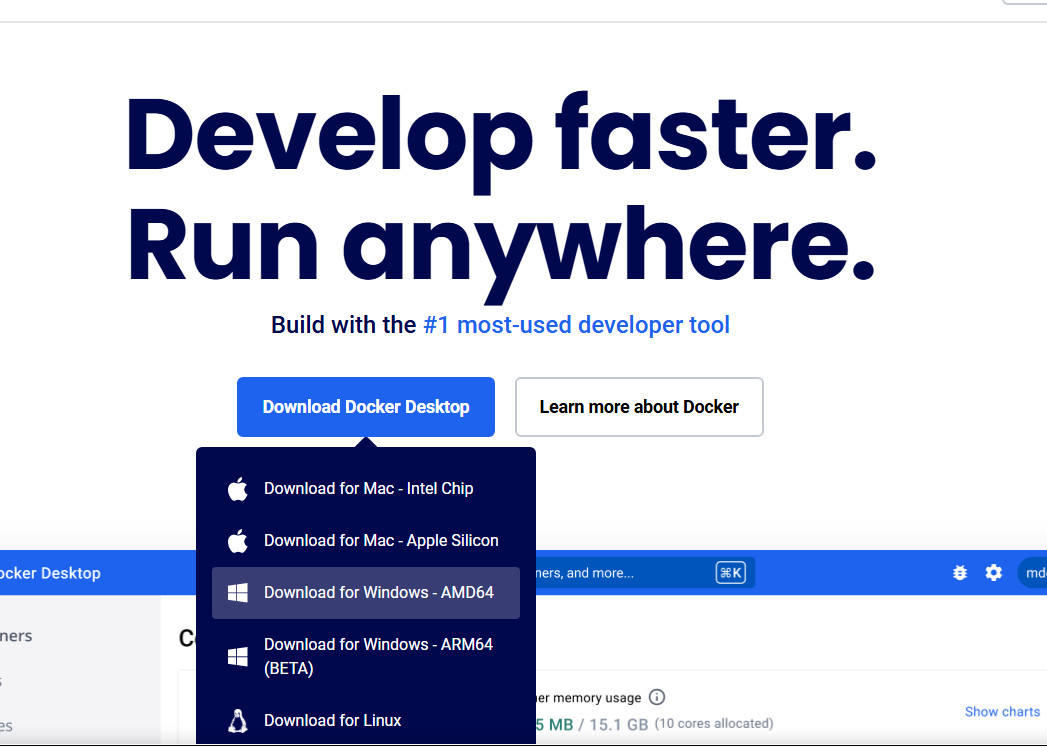 Develop faster.
Run anywhere.
Build with the #1 most-used developer tool
Download Docker Desktop
Learn more about Docker
Download for Mac - Intel Chip
Download for Mac - Apple Silicon
Download for Windows - AMD64
Download for Windows - ARM64
(BETA)
Download for Linux
ocker Desktop
ners, and more...
⌘K
mde
ners
s
es
C
er memory usage
5 MB / 15.1 GB (10 cores allocated)
Show charts